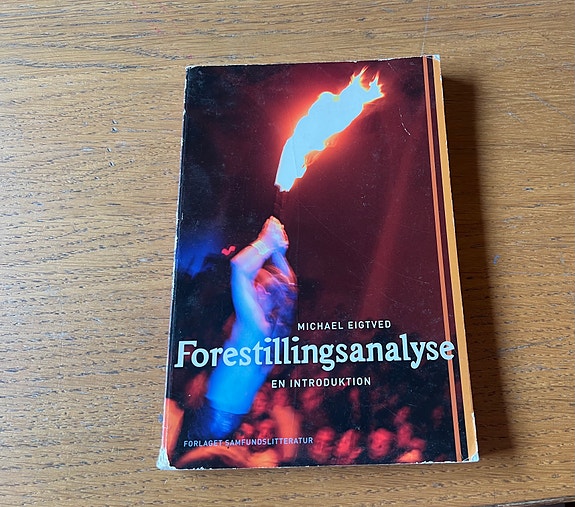 MICHAEL EIGTVED
Forestillingsanalyse
EN INTRODUKTION
FORLAGET SAMFUNDSLITTERATUR